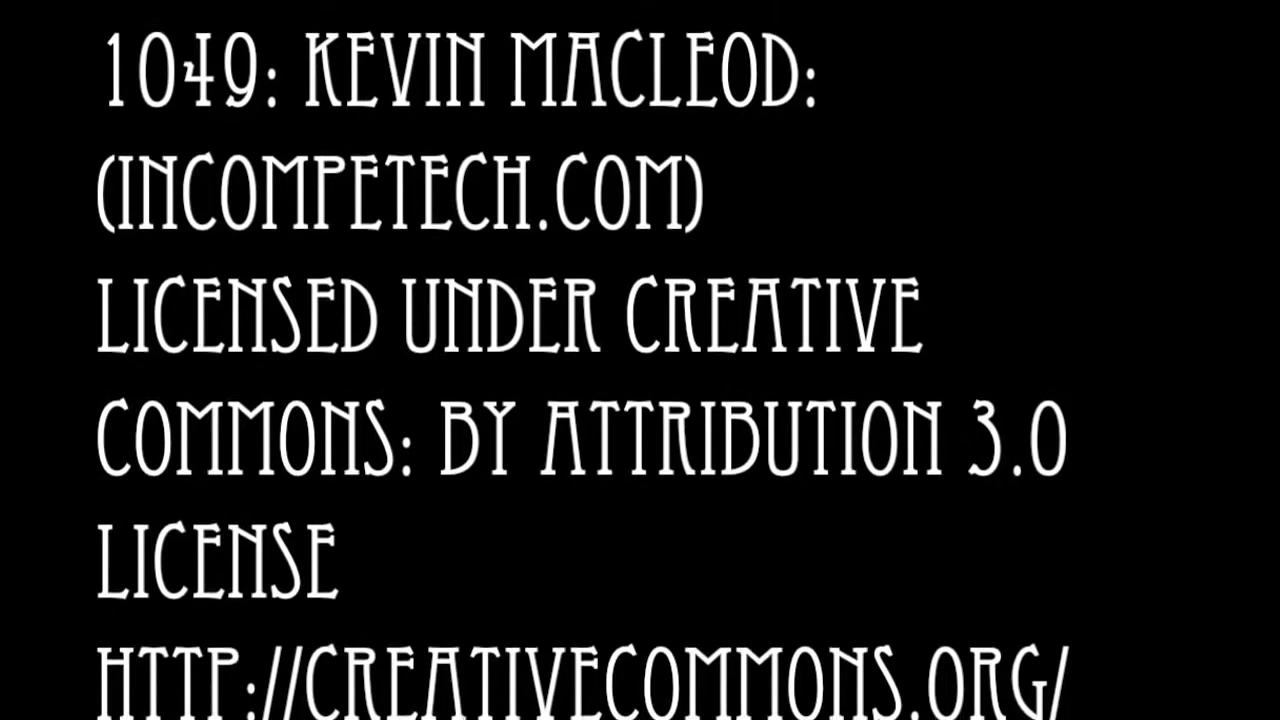 1049: KEVIN MACLEOD:
(INCOMPETECH.COM)
LICENSED UNDER CREATIVE
COMMONS: BY ATTRIBUTION 3.0
LICENSE
HTTP://CREATIVECOMMONS.ORG/